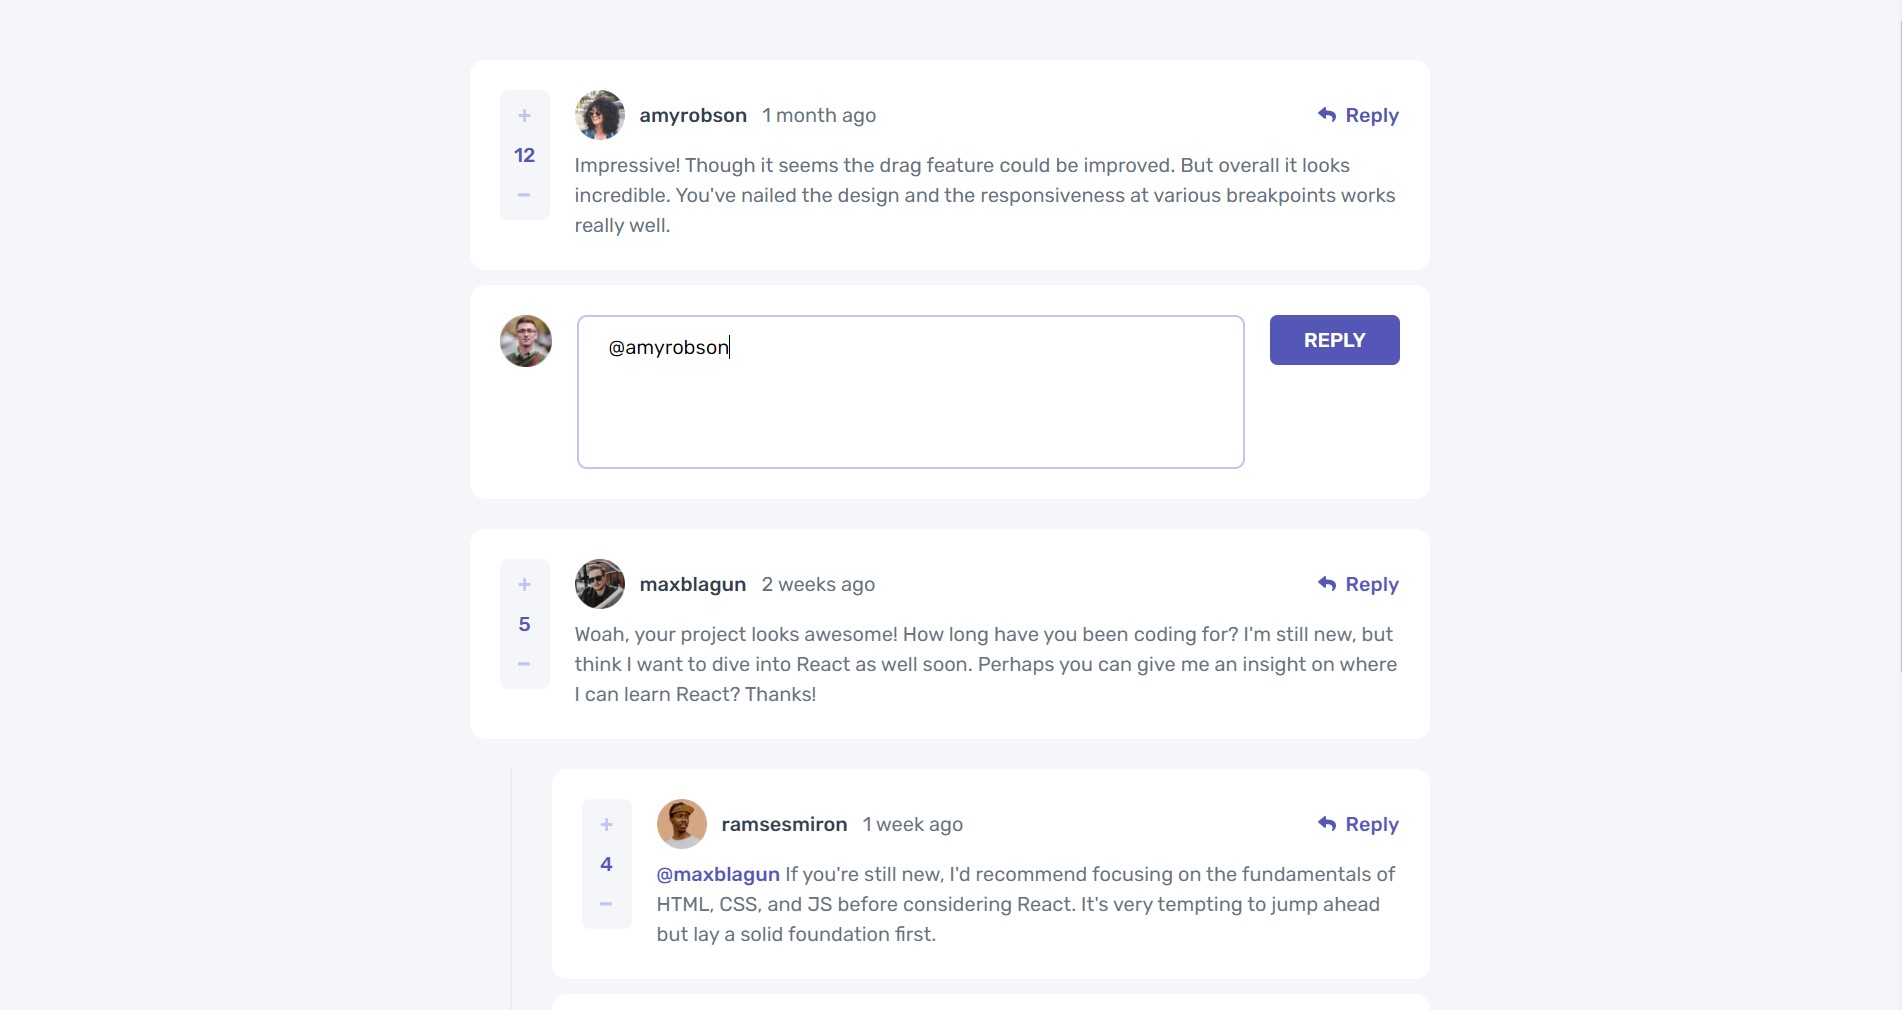 +
12
−
amyrobson 1 month ago Reply
Impressive! Though it seems the drag feature could be improved. But overall it looks
incredible. You've nailed the design and the responsiveness at various breakpoints works
really well.
@amyrobson
REPLY
+
5
−
maxblagun 2 weeks ago Reply
Woah, your project looks awesome! How long have you been coding for? I'm still new, but
think I want to dive into React as well soon. Perhaps you can give me an insight on where
I can learn React? Thanks!
+
4
−
ramsesmiron 1 week ago Reply
@maxblagun If you're still new, I'd recommend focusing on the fundamentals of
HTML, CSS, and JS before considering React. It's very tempting to jump ahead
but lay a solid foundation first.